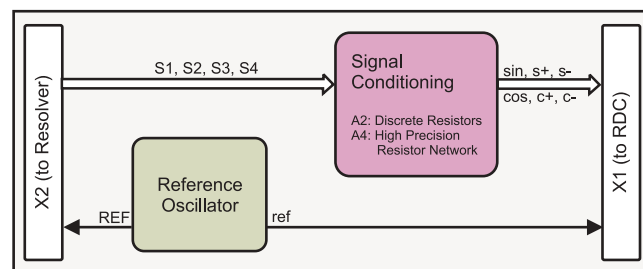 X2 (to Resolver)
S1, S2, S3, S4
Signal
Conditioning
A2: Discrete Resistors
A4: High Precision
Resistor Network
sin, s+, s-
cos, c+, c-
X1 (to RDC)
Reference
Oscillator
REF
ref